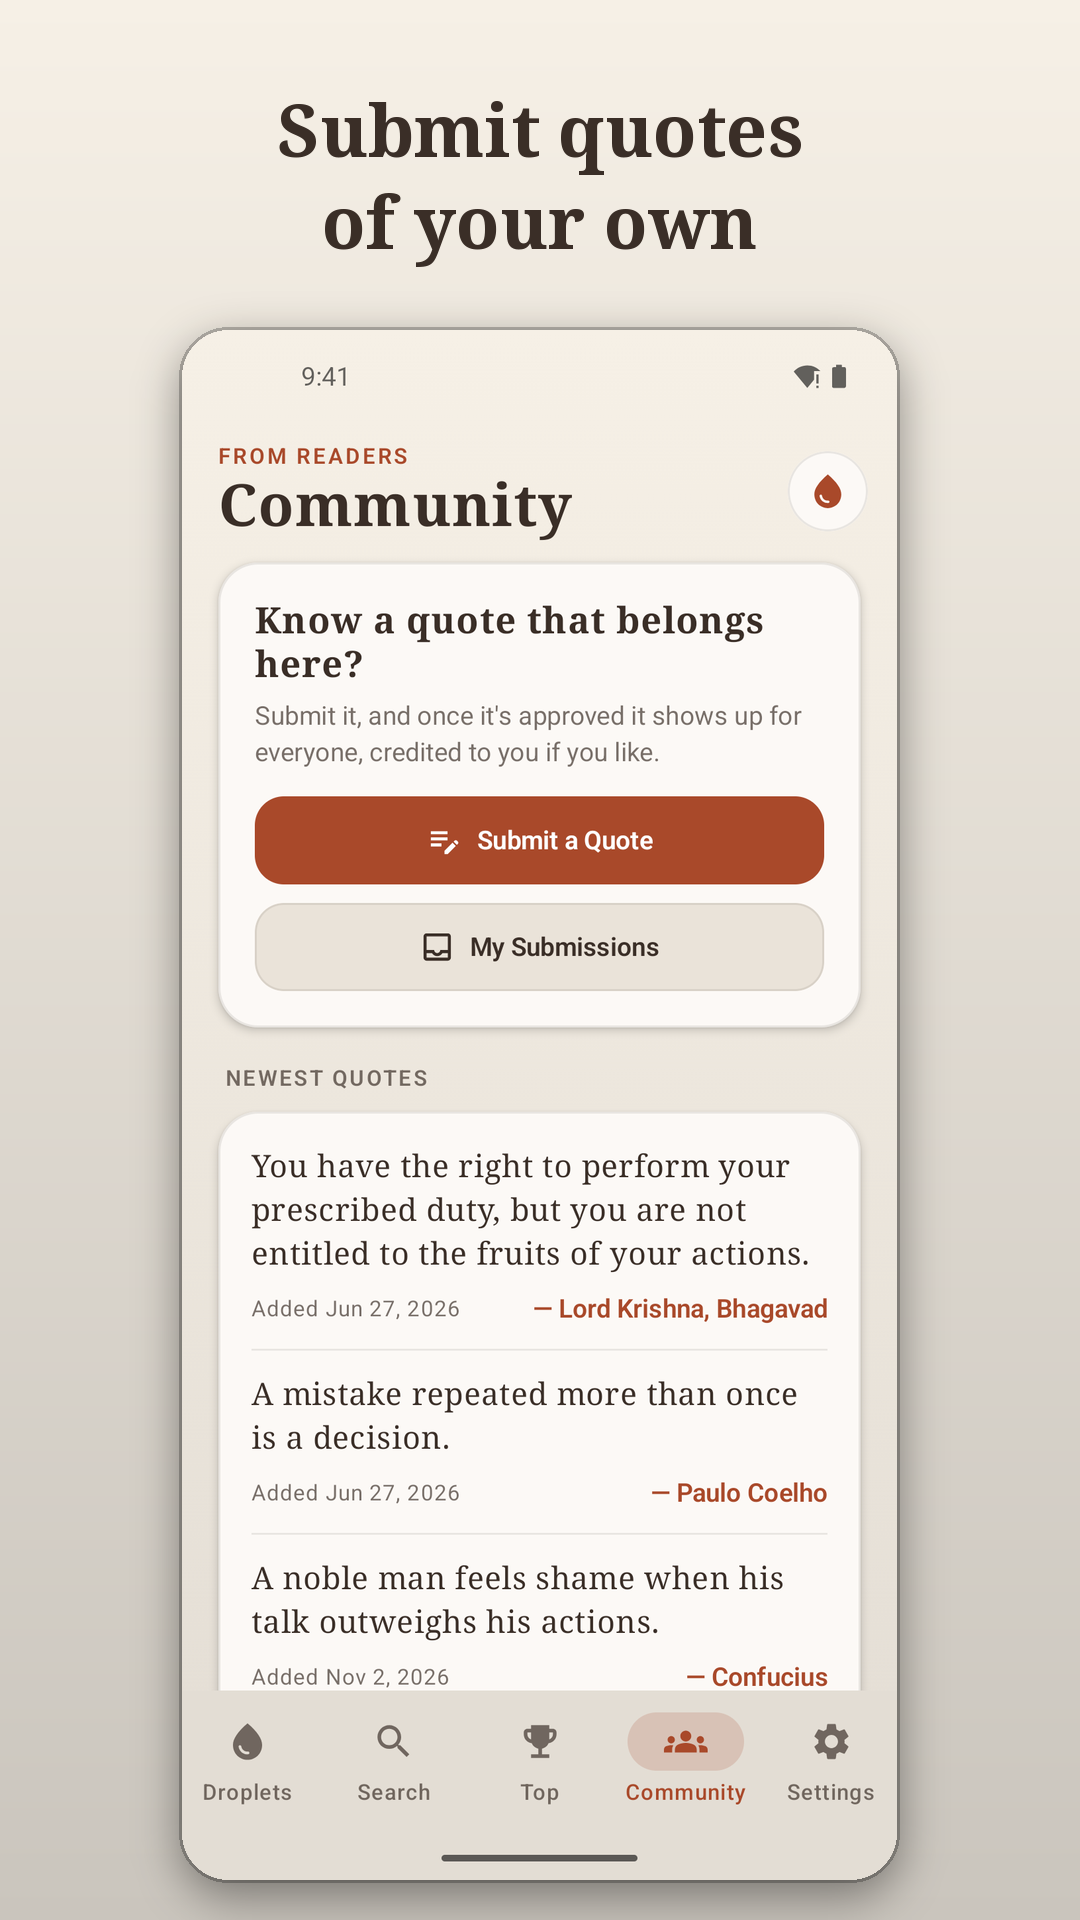 Submit quotes
of your own
9:41
FROM READERS
Community
Know a quote that belongs
here?
Submit it, and once it's approved it shows up for
everyone, credited to you if you like.
Submit a Quote
My Submissions
NEWEST QUOTES
You have the right to perform your
prescribed duty, but you are not
entitled to the fruits of your actions.
Added Jun 27, 2026 — Lord Krishna, Bhagavad
A mistake repeated more than once
is a decision.
Added Jun 27, 2026 — Paulo Coelho
A noble man feels shame when his
talk outweighs his actions.
Added Nov 2, 2026 — Confucius
Droplets Search Top Community Settings